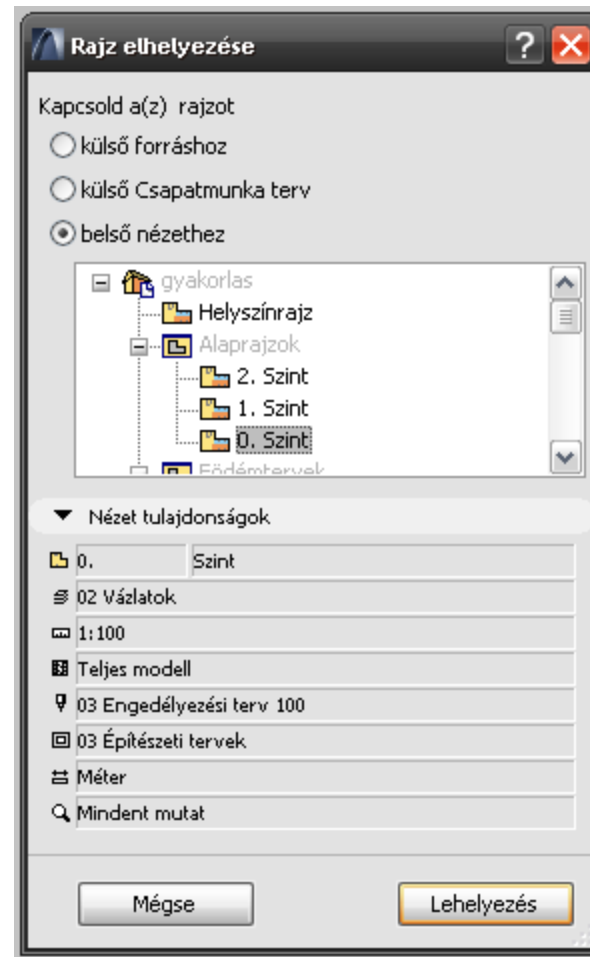 Rajz elhelyezése
Kapcsold a(z) rajzot
külső forráshoz
külső Csapatmunka terv
belső nézethez
gyakorlas
Helyszínrajz
Alaprajzok
2. Szint
1. Szint
0. Szint
Födémtervek
Nézet tulajdonságok
0. Szint
02 Vázlatok
1:100
Teljes modell
03 Engedélyezési terv 100
03 Építészeti tervek
Méter
Mindent mutat
Mégse Lehelyezés